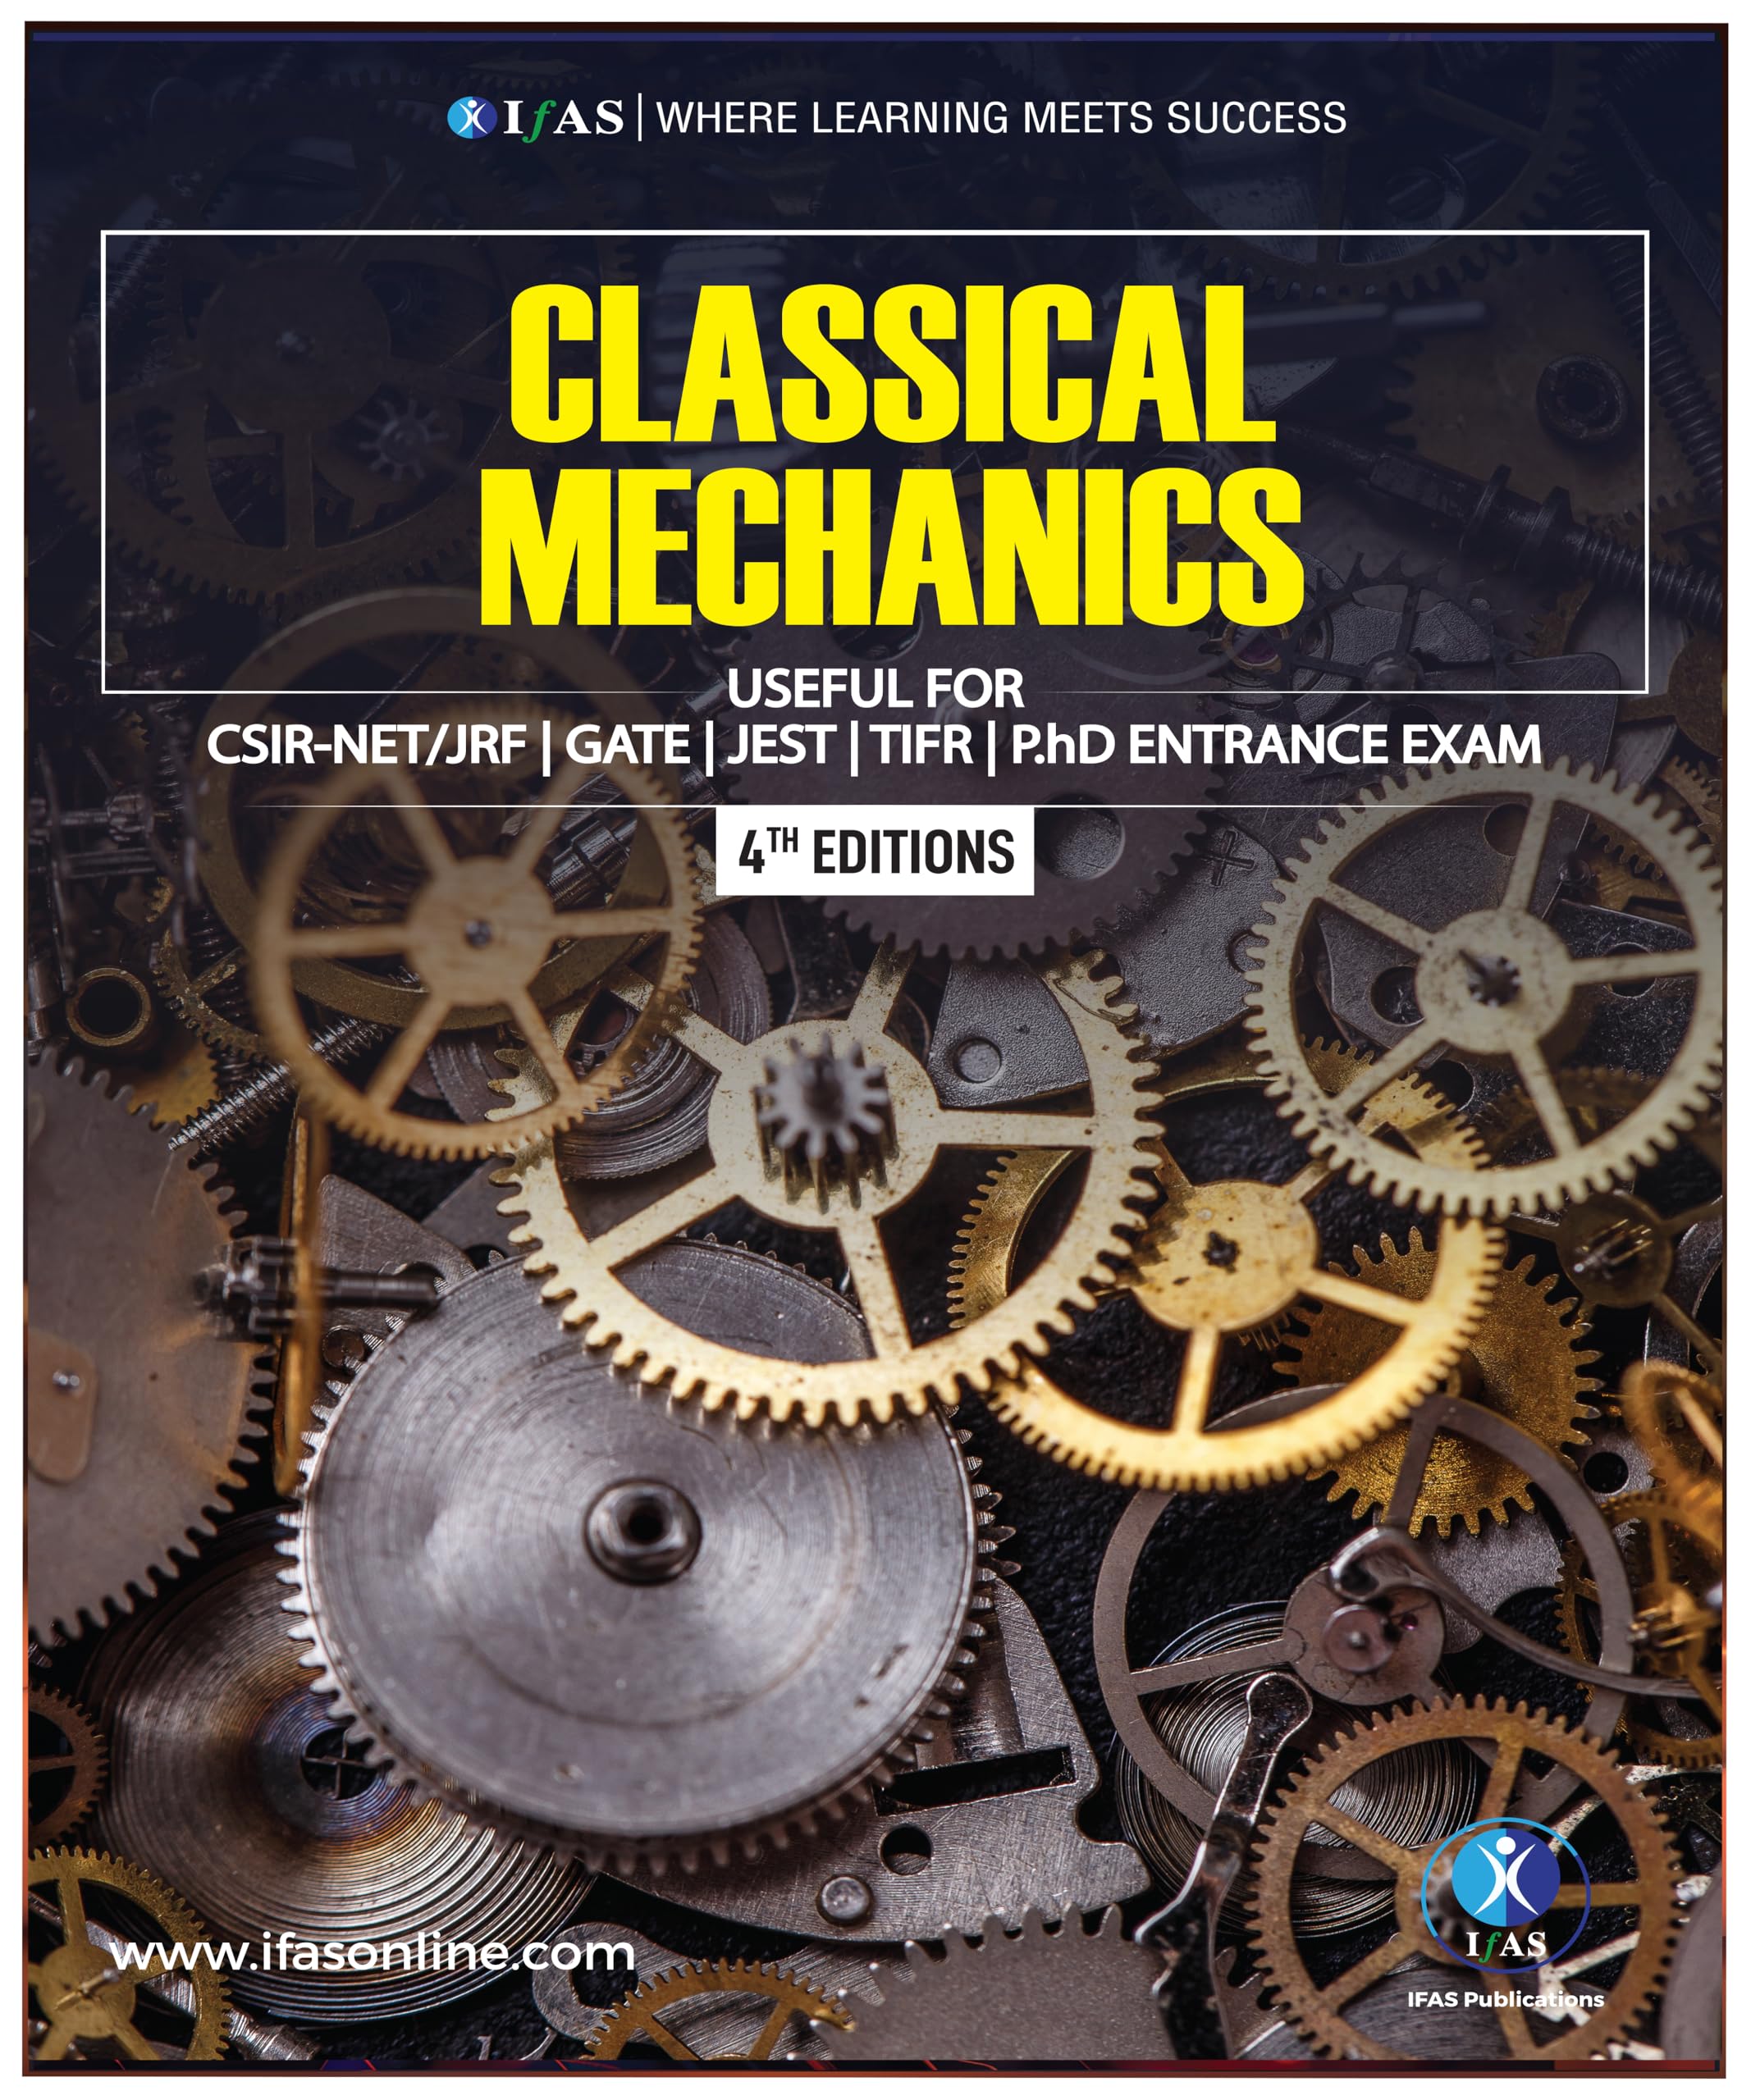 IfAS | WHERE LEARNING MEETS SUCCESS
CLASSICAL
MECHANICS
USEFUL FOR
CSIR-NET/JRF | GATE | JEST | TIFR | P.hD ENTRANCE EXAM
4TH EDITIONS
www.ifasonline.com
IfAS
IFAS Publications